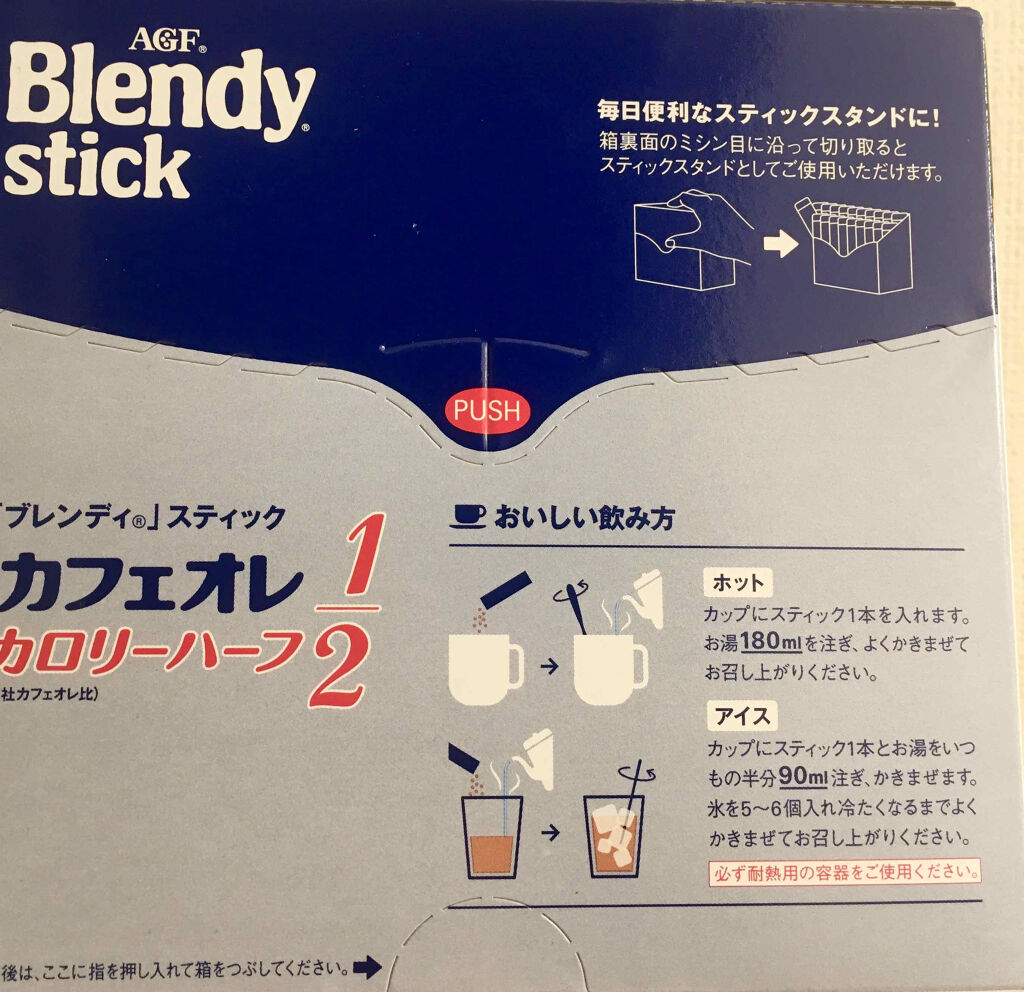 AGF®
Blendy®
stick
毎日便利なスティックスタンドに!
箱裏面のミシン目に沿って切り取ると
スティックスタンドとしてご使用いただけます。
PUSH
「ブレンディ®」スティック
カフェオレ
カロリーハーフ
1/2
社カフェオレ比)
おいしい飲み方
ホット
カップにスティック1本を入れます。
お湯180mlを注ぎ、よくかきまぜて
お召し上がりください。
アイス
カップにスティック1本とお湯をいつ
もの半分90ml注ぎ、かきまぜます。
氷を5〜6個入れ冷たくなるまでよく
かきまぜてお召し上がりください。
必ず耐熱用の容器をご使用ください。
後は、ここに指を押し入れて箱をつぶしてください。